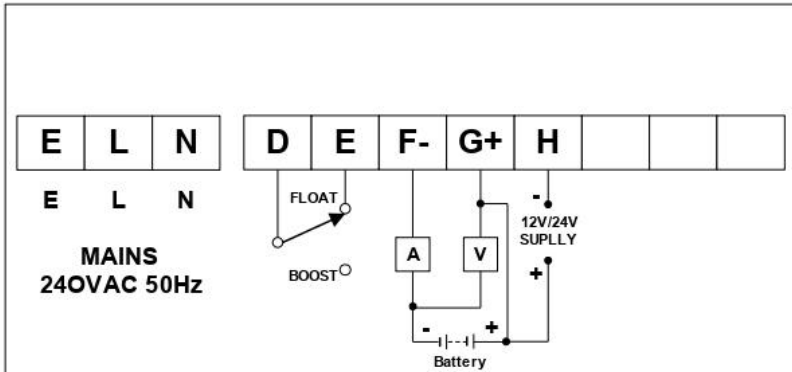 E L N D E F- G+ H
E L N
FLOAT
BOOST
MAINS
24OVAC 50Hz
A
V
-
12V/24V
SUPLLY
+
- +
Battery